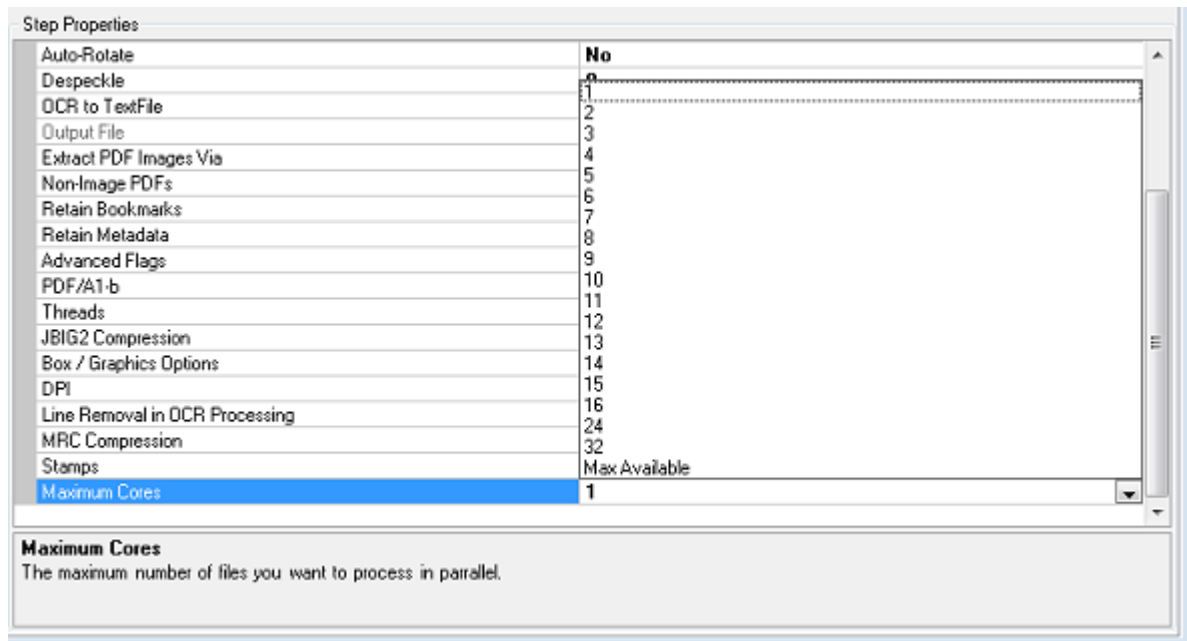 Step Properties
Auto-Rotate No
Despeckle
OCR to TextFile
Output File
Extract PDF Images Via
Non-Image PDFs
Retain Bookmarks
Retain Metadata
Advanced Flags
PDF/A1-b
Threads
JBIG2 Compression
Box / Graphics Options
DPI
Line Removal in OCR Processing
MRC Compression
Stamps
1
2
3
4
5
6
7
8
9
10
11
12
13
14
15
16
24
32
Max Available
Maximum Cores 1
Maximum Cores
The maximum number of files you want to process in parrallel.